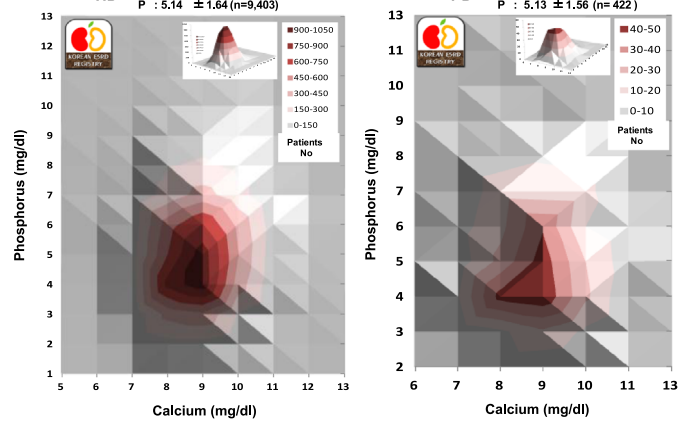 P : 5.14 ± 1.64 (n=9,403)
Phosphorus (mg/dl)
13
12
11
10
9
8
7
6
5
4
3
2
1
5 6 7 8 9 10 11 12 13
Calcium (mg/dl)
KOREAN ESRD
REGISTRY
900-1050
750-900
600-750
450-600
300-450
150-300
0-150
Patients
No
P : 5.13 ± 1.56 (n= 422)
Phosphorus (mg/dl)
13
11
10
9
8
7
6
5
4
3
2
6 7 8 9 10 11 12 13
Calcium (mg/dl)
KOREAN ESRD
REGISTRY
40-50
30-40
20-30
10-20
0-10
Patients
No